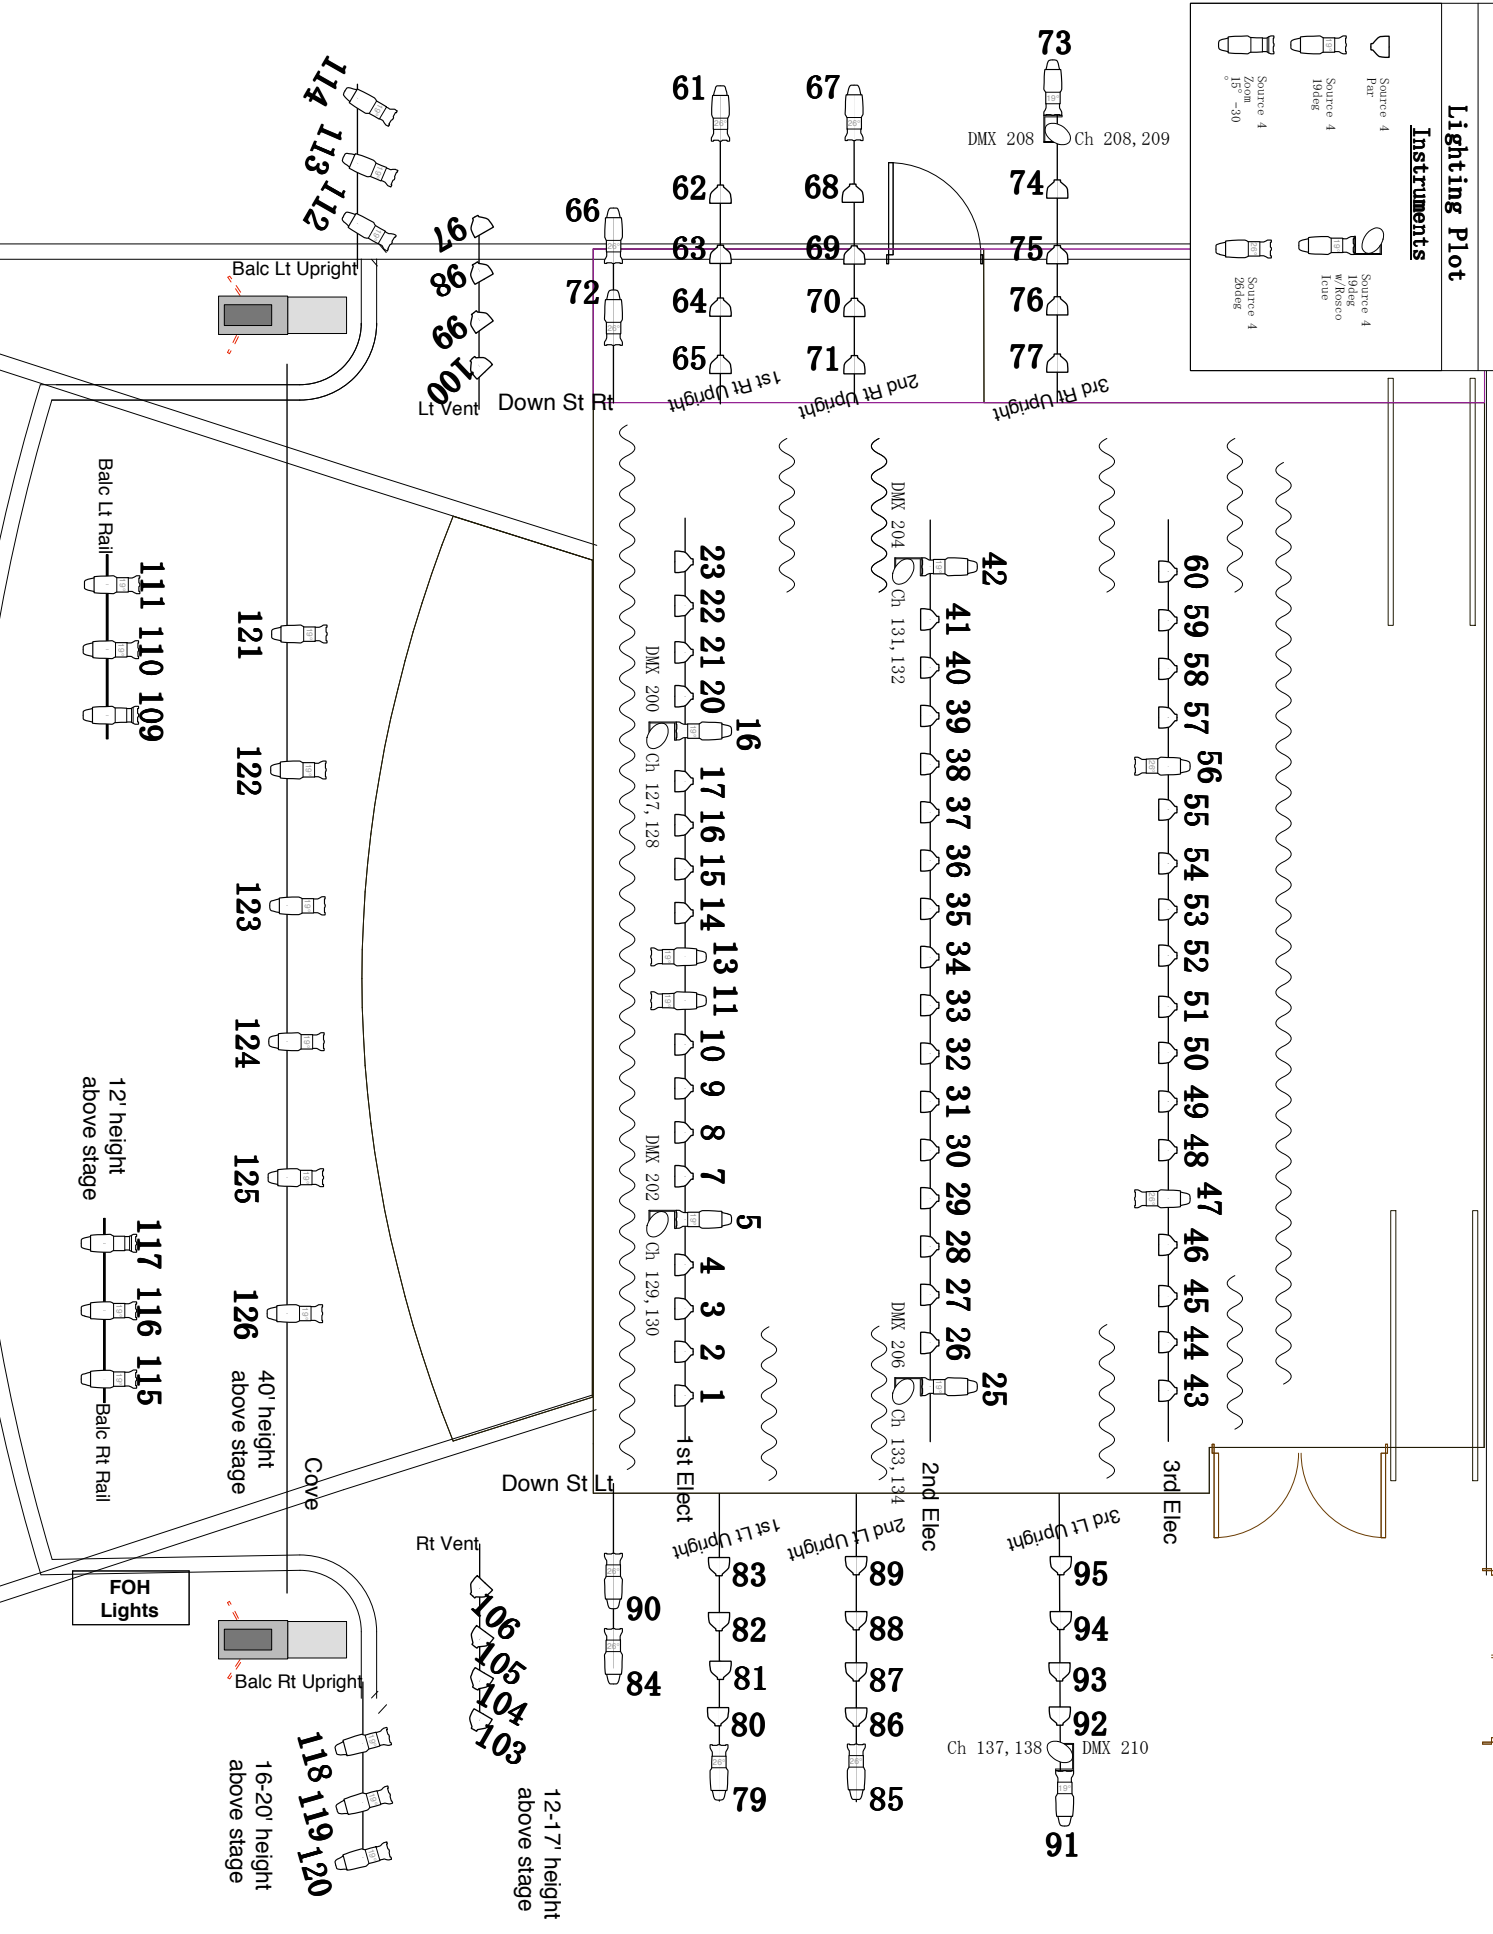 Lighting Plot
Instruments
Source 4
Par
Source 4
19deg
Source 4
Zoom
15° -30
°
Source 4
19deg
w/Rosco
Icue
Source 4
26deg
73
DMX 208
Ch 208,209
74
75
76
77
3rd Rt Upright
67
68
69
70
71
2nd Rt Upright
61
62
63
64
65
1st Rt Upright
66
72
Down St Rt
97
98
99
100
Lt Vent
114
113
112
Balc Lt Upright
Balc Lt Rail
111
110
109
121
122
123
124
125
126
40' height
above stage
Cove
12' height
above stage
117
116
115
Balc Rt Rail
23
22
21
20
DMX 200
16
Ch 127,128
17
16
15
14
13
11
10
9
8
7
DMX 202
5
Ch 129,130
4
3
2
1
1st Elect
DMX 204
42
Ch 131,132
41
40
39
38
37
36
35
34
33
32
31
30
29
28
27
26
DMX 206
25
Ch 133,134
2nd Elec
60
59
58
57
56
55
54
53
52
51
50
49
48
47
46
45
44
43
3rd Elec
Down St Lt
90
84
1st Lt Upright
83
82
81
80
79
2nd Lt Upright
89
88
87
86
85
3rd Lt Upright
95
94
93
92
Ch 137,138
DMX 210
91
Rt Vent
106
105
104
103
12-17' height
above stage
FOH
Lights
Balc Rt Upright
118
119
120
16-20' height
above stage